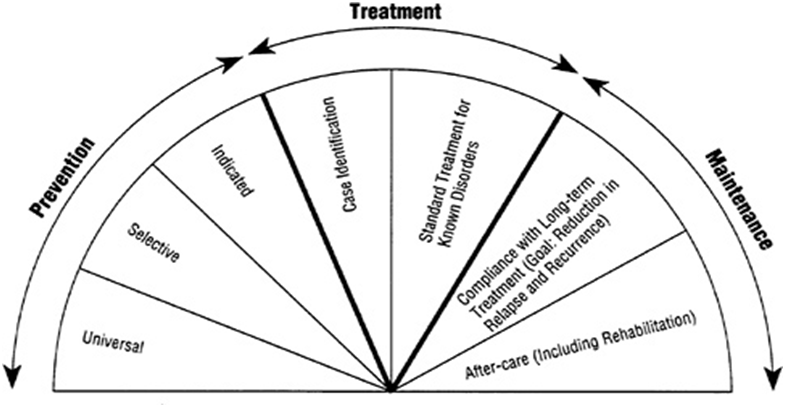 Treatment
Prevention
Maintenance
Universal
Selective
Indicated
Case Identification
Standard Treatment for
Known Disorders
Compliance with Long-term
Treatment (Goal: Reduction in
Relapse and Recurrence)
After-care (Including Rehabilitation)